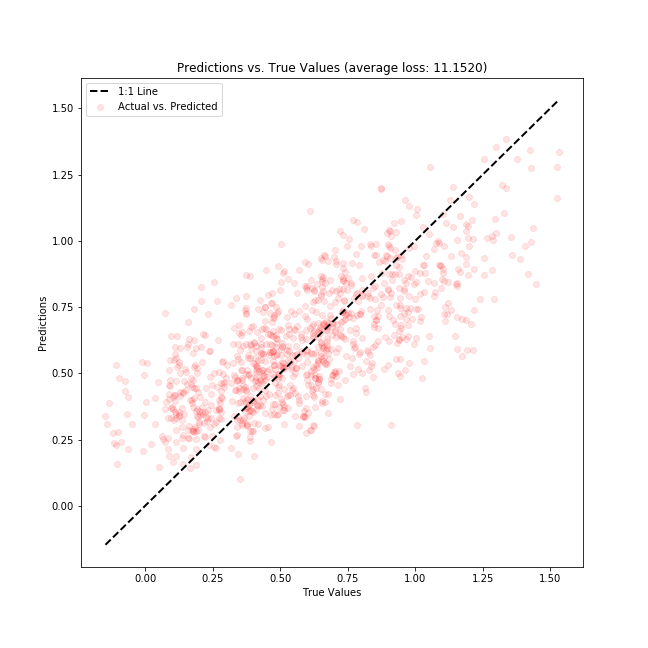 Predictions vs. True Values (average loss: 11.1520)
1:1 Line
Actual vs. Predicted
1.50
1.25
1.00
0.75
0.50
0.25
0.00
Predictions
0.00 0.25 0.50 0.75 1.00 1.25 1.50
True Values